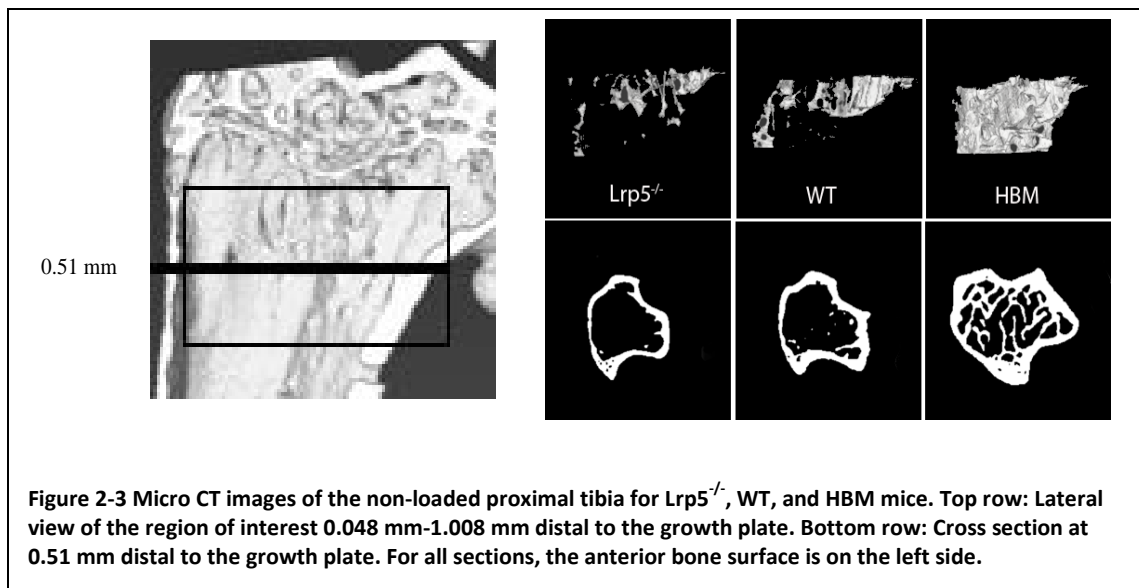 0.51 mm
Lrp5-/-
WT
HBM
Figure 2-3 Micro CT images of the non-loaded proximal tibia for Lrp5-/-, WT, and HBM mice. Top row: Lateral
view of the region of interest 0.048 mm-1.008 mm distal to the growth plate. Bottom row: Cross section at
0.51 mm distal to the growth plate. For all sections, the anterior bone surface is on the left side.